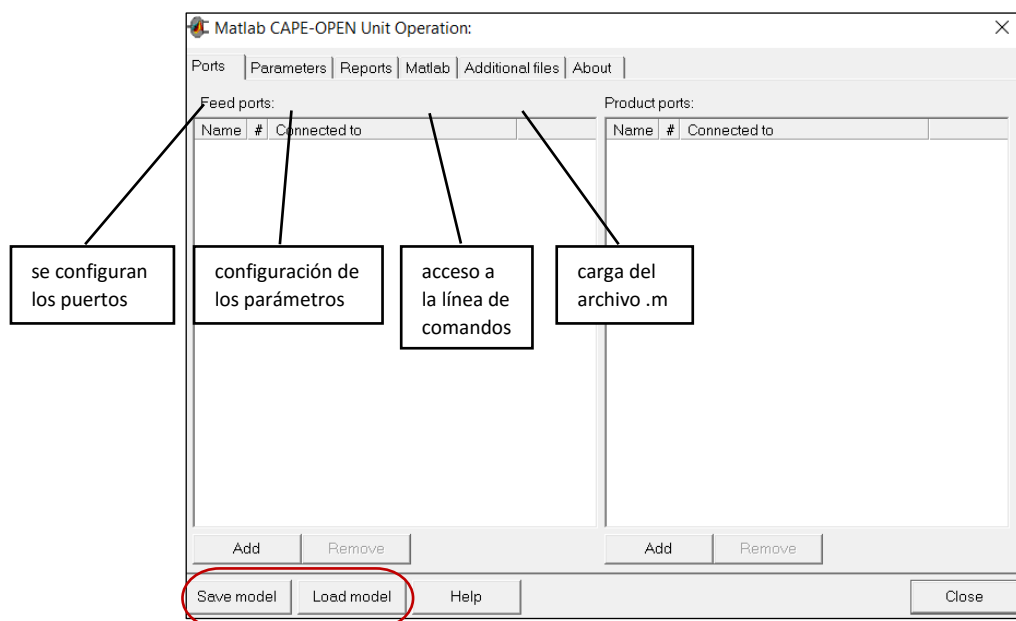 Matlab CAPE-OPEN Unit Operation:
Ports Parameters Reports Matlab Additional files About
Feed ports: Product ports:
Name # Connected to Name # Connected to
se configuran
los puertos
configuración de
los parámetros
acceso a
la línea de
comandos
carga del
archivo .m
Add Remove Add Remove
Save model Load model Help Close